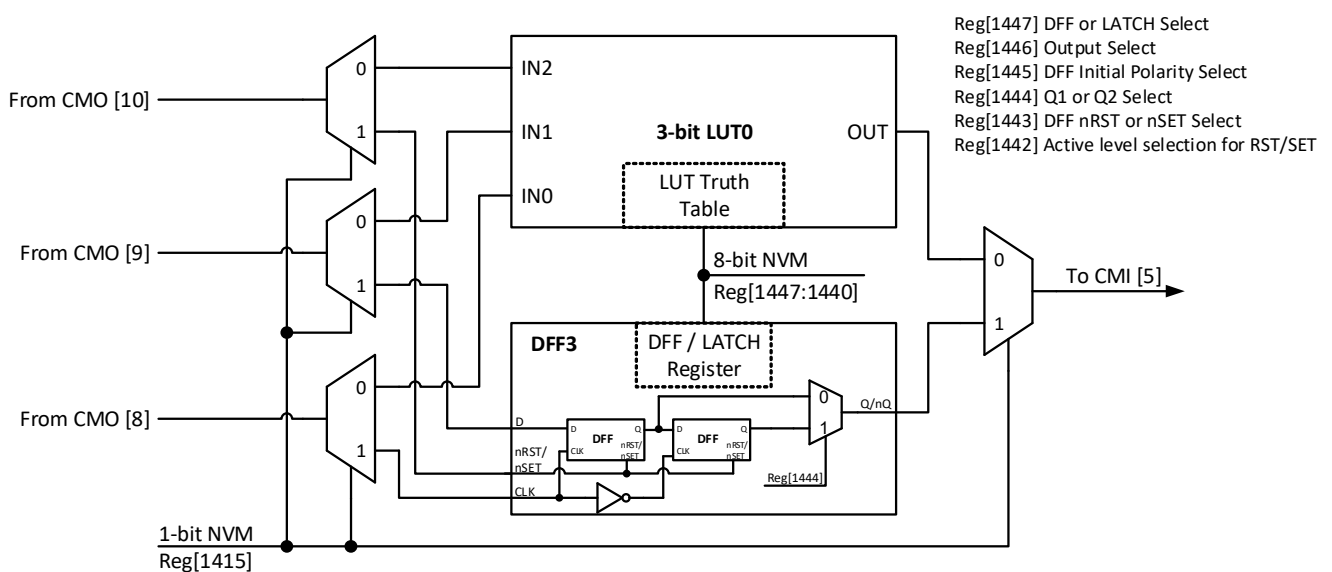 Reg[1447] DFF or LATCH Select
Reg[1446] Output Select
Reg[1445] DFF Initial Polarity Select
Reg[1444] Q1 or Q2 Select
Reg[1443] DFF nRST or nSET Select
Reg[1442] Active level selection for RST/SET
From CMO [10]
0
1
IN2
IN1
IN0
3-bit LUT0
OUT
LUT Truth
Table
From CMO [9]
0
1
8-bit NVM
Reg[1447:1440]
0
1
To CMI [5]
DFF3
DFF / LATCH
Register
From CMO [8]
0
1
D
nRST/
nSET
CLK
D
Q
DFF
CLK
nRST/
nSET
D
Q
DFF
CLK
nRST/
nSET
0
1
Q/nQ
Reg[1444]
1-bit NVM
Reg[1415]